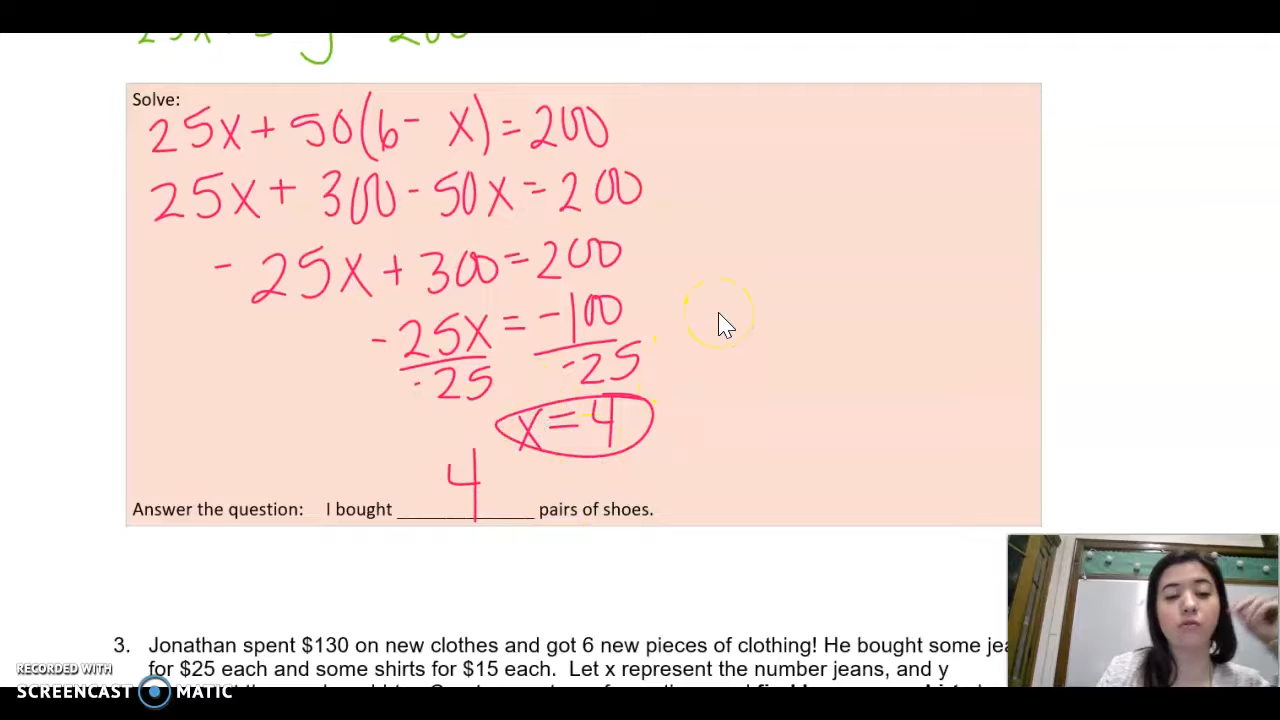 Solve:
25x + 50(6 - x) = 200
25x + 300 - 50x = 200
- 25x + 300 = 200
- 25x = -100
-25 -25
x = 4
4
Answer the question: I bought ______________ pairs of shoes.
3. Jonathan spent $130 on new clothes and got 6 new pieces of clothing! He bought some
for $25 each and some shirts for $15 each. Let x represent the number jeans, and y
RECORDED WITH
SCREENCAST MATIC